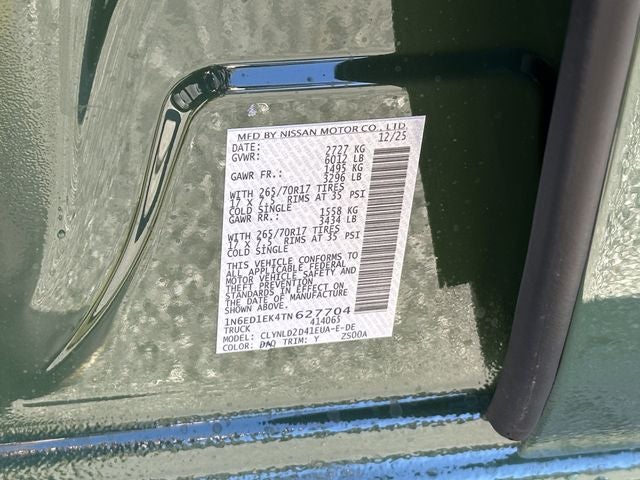 MFD BY NISSAN MOTOR CO., LTD.
DATE: 12/25
GVWR: 2727 KG
6012 LB
GAWR FR.: 1495 KG
3296 LB
WITH 265/70R17 TIRES
17 X 7.5 RIMS AT 35 PSI
COLD SINGLE
GAWR RR.: 1558 KG
3434 LB
WITH 265/70R17 TIRES
17 X 7.5 RIMS AT 35 PSI
COLD SINGLE
THIS VEHICLE CONFORMS TO
ALL APPLICABLE FEDERAL
MOTOR VEHICLE SAFETY AND
THEFT PREVENTION
STANDARDS IN EFFECT ON
THE DATE OF MANUFACTURE
SHOWN ABOVE.
1N6ED1EK4TN627704
TRUCK 414065
MODEL: CLYNLD2D41EUA-E-DE
COLOR: TRIM: Y ZS00A